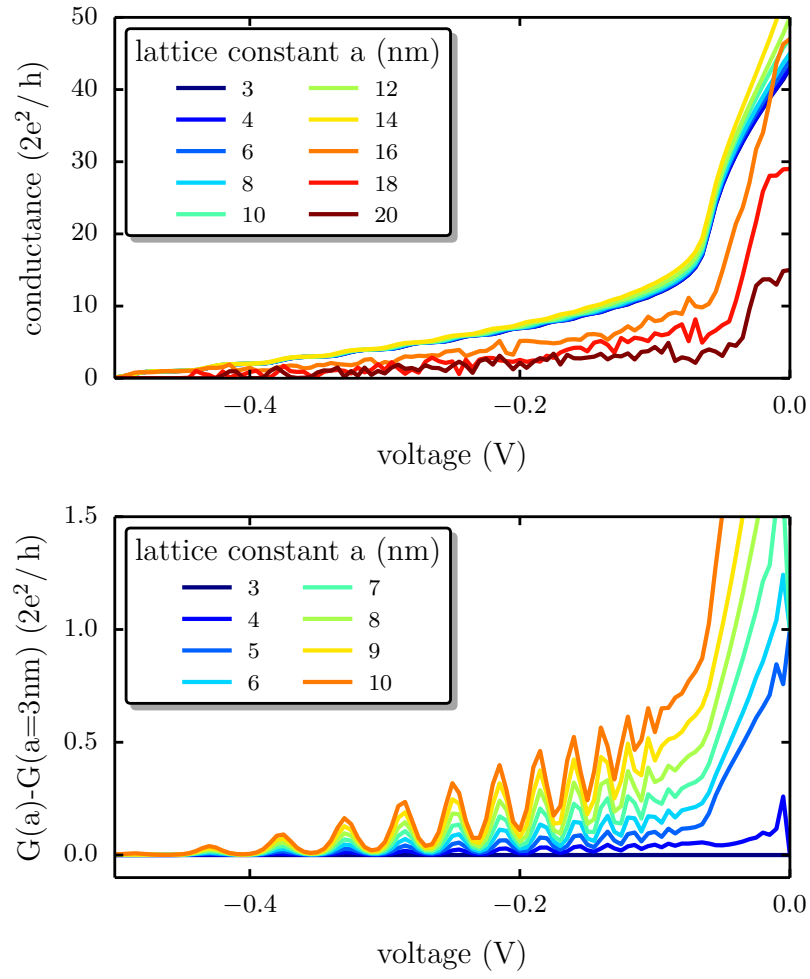 50
40
30
20
10
0
conductance (2e²/ h)
lattice constant a (nm)
3 12
4 14
6 16
8 18
10 20
−0.4 −0.2 0.0
voltage (V)
1.5
1.0
0.5
0.0
G(a)-G(a=3nm) (2e²/ h)
lattice constant a (nm)
3 7
4 8
5 9
6 10
−0.4 −0.2 0.0
voltage (V)